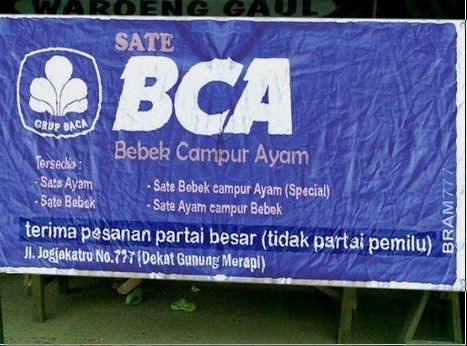 WAROENG GAUL
SATE
BCA
GRUP BACA
Bebek Campur Ayam
Tersedia :
- Sate Ayam
- Sate Bebek
- Sate Bebek campur Ayam (Special)
- Sate Ayam campur Bebek
terima pesanan partai besar (tidak partai pemilu)
Jl. Jogjakatro No.77T (Dekat Gunung Merapi)
BRAM777